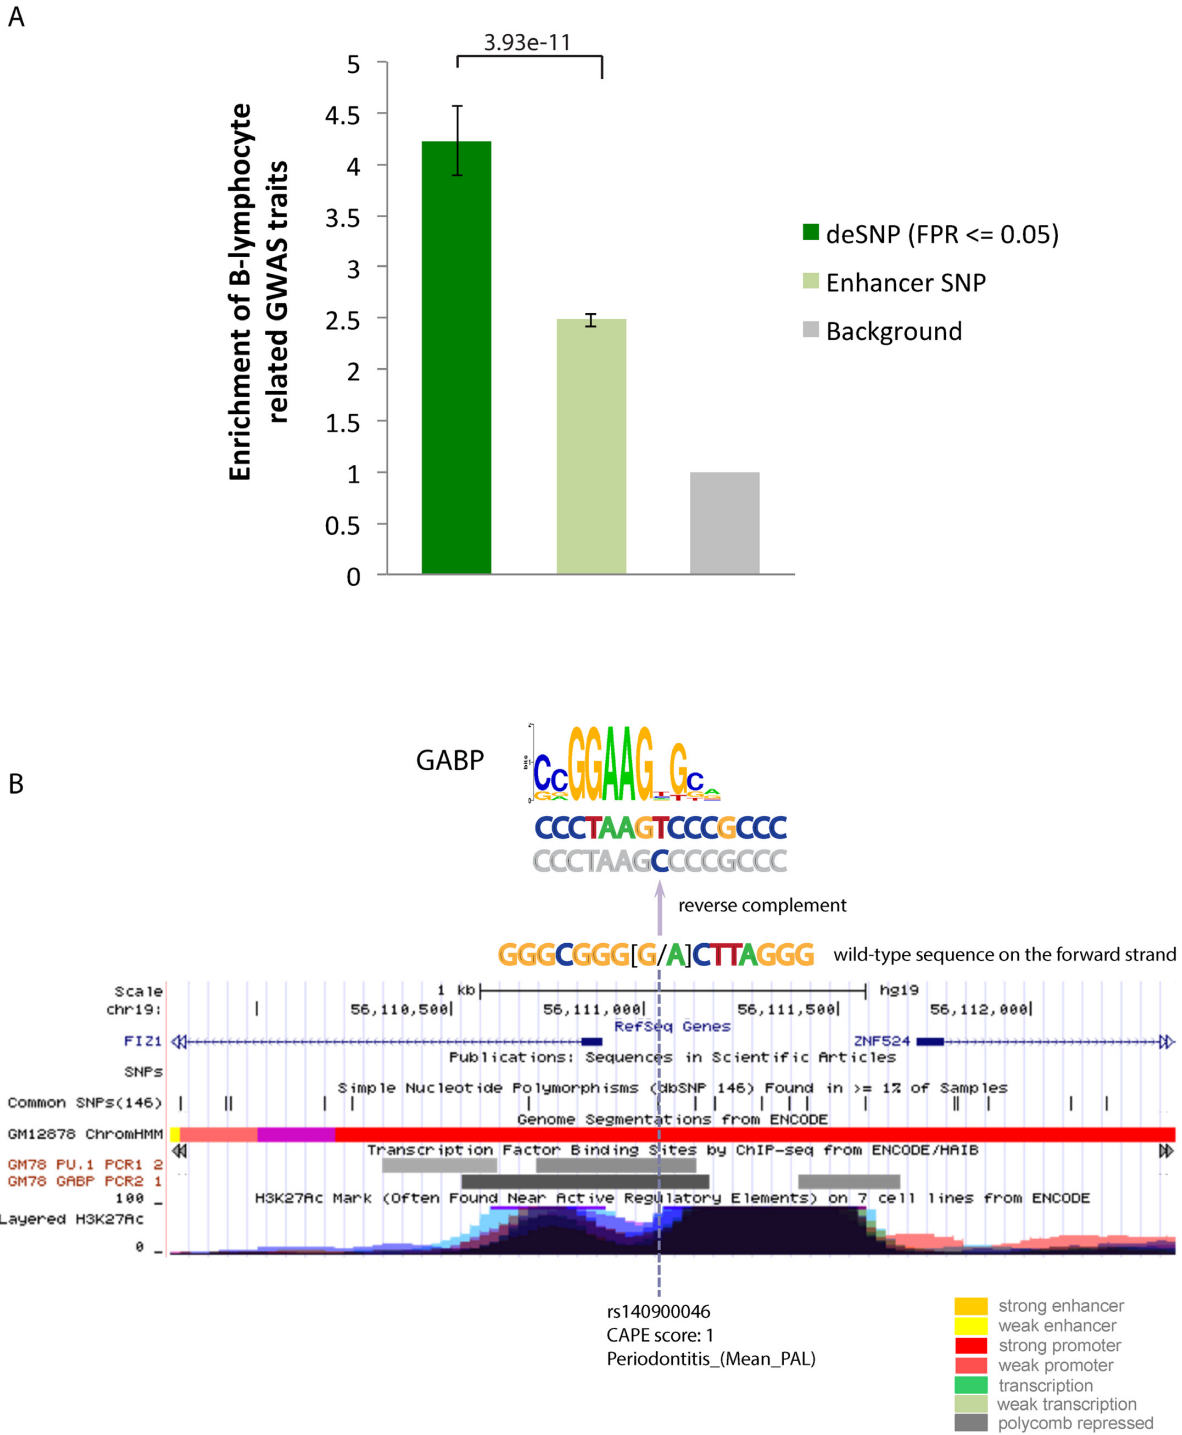 A
3.93e-11
5
4.5
4
3.5
3
2.5
2
1.5
1
0.5
0
Enrichment of B-lymphocyte
related GWAS traits
deSNP (FPR <= 0.05)
Enhancer SNP
Background
B
GABP
CCGGAAG GC
CCCTAAGTCCCGCCC
CCCTAAGCCCCGCCC
reverse complement
GGGCGGG[G/A]CTTAGGG
wild-type sequence on the forward strand
Scale 1 kb hg19
chr19: 56,110,500 56,111,000 56,111,500 56,112,000
RefSeq Genes
FIZ1 ZNF524
Publications: Sequences in Scientific Articles
SNPs
Simple Nucleotide Polymorphisms (dbSNP 146) Found in >= 1% of Samples
Common SNPs(146)
Genome Segmentations from ENCODE
GM12878 ChromHMM
Transcription Factor Binding Sites by ChIP-seq from ENCODE/HAIB
GM78 PU.1 PCR1 2
GM78 GABP PCR2 1
100 H3K27Ac Mark (Often Found Near Active Regulatory Elements) on 7 cell lines from ENCODE
Layered H3K27Ac
0
rs140900046
CAPE score: 1
Periodontitis_(Mean_PAL)
strong enhancer
weak enhancer
strong promoter
weak promoter
transcription
weak transcription
polycomb repressed